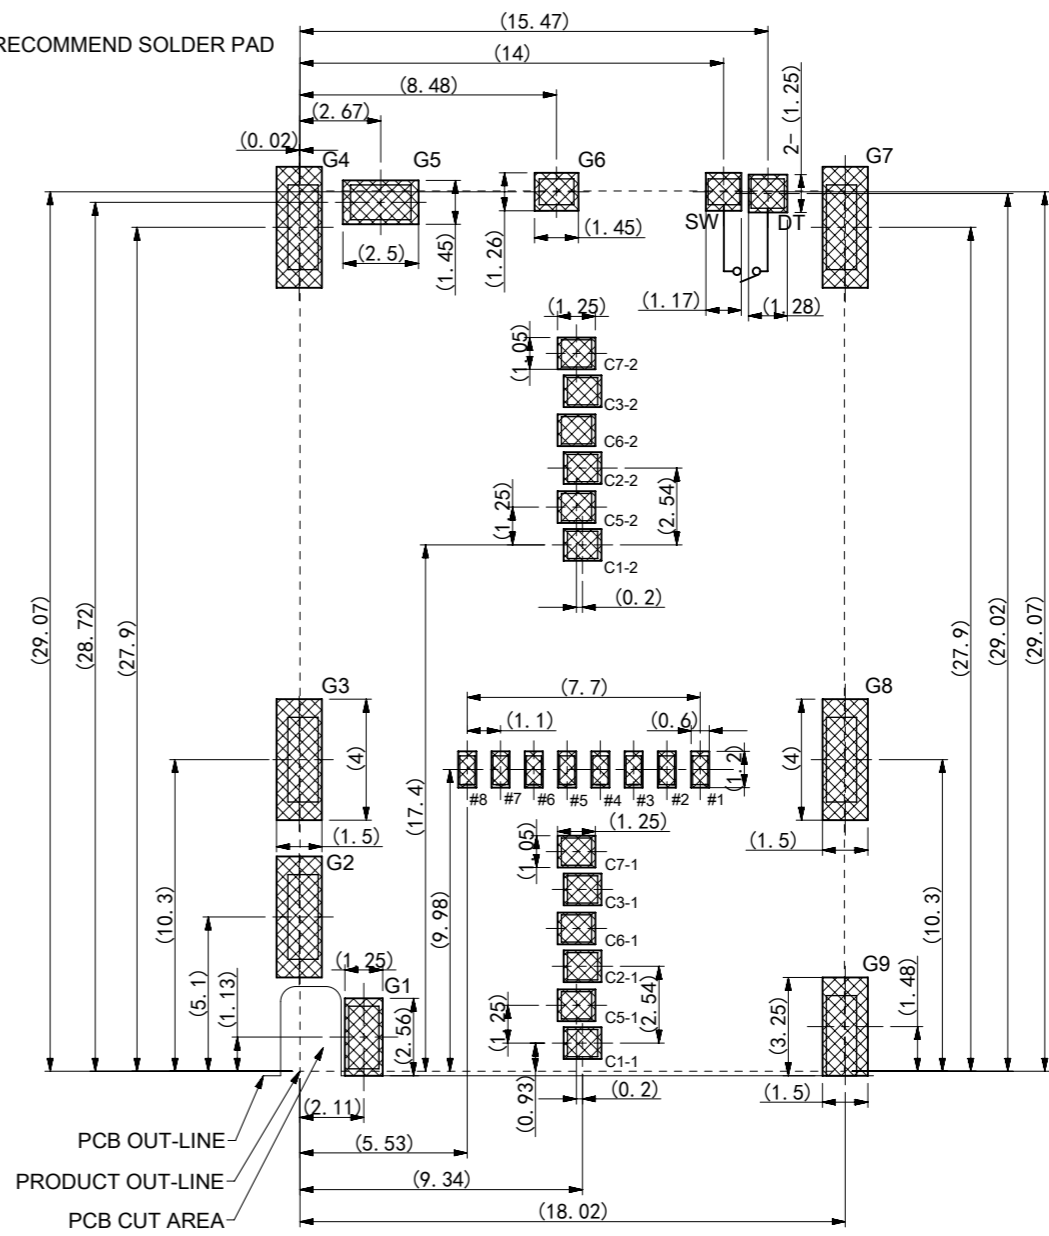 (15.47)
RECOMMEND SOLDER PAD
(14)
(8.48)
2-(1.25)
(2.67)
(0.02)
G4
G5
G6
G7
SW
DT
(2.5)
(1.45)
(1.26)
(1.45)
(1.17)
(1.28)
(1.25)
(1.05)
C7-2
C3-2
C6-2
C2-2
(1.25)
(2.54)
C5-2
C1-2
(0.2)
(29.07)
(28.72)
(27.9)
(27.9)
(29.02)
(29.07)
G3
(7.7)
G8
(1.1)
(0.6)
(4)
(17.4)
(1.2)
(4)
#8
#7
#6
#5
#4
#3
#2
#1
(1.5)
(1.25)
(1.5)
G2
(1.05)
C7-1
C3-1
(10.3)
(9.98)
C6-1
(10.3)
(5.1)
(1.13)
(1.25)
G1
(2.56)
C2-1
(1.25)
(2.54)
C5-1
C1-1
G9
(3.25)
(1.48)
(0.93)
(0.2)
(1.5)
(2.11)
PCB OUT-LINE
(5.53)
PRODUCT OUT-LINE
(9.34)
PCB CUT AREA
(18.02)